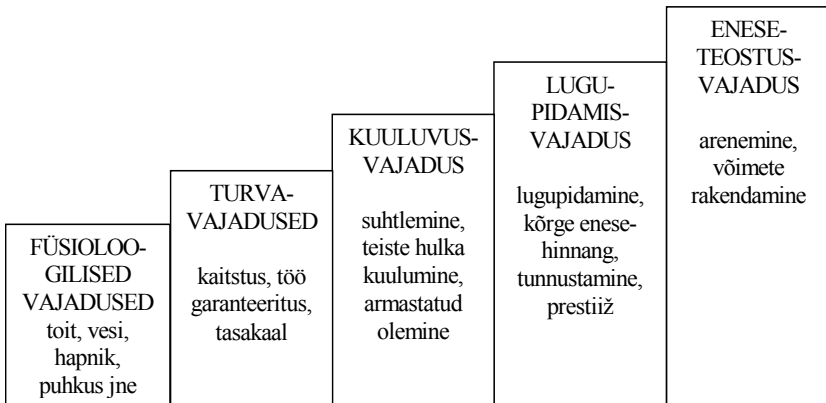 FÜSIOLOO-
GILISED
VAJADUSED
toit, vesi,
hapnik,
puhkus jne
TURVA-
VAJADUSED
kaitstus, töö
garanteeritus,
tasakaal
KUULUVUS-
VAJADUS
suhtlemine,
teiste hulka
kuulumine,
armastatud
olemine
LUGU-
PIDAMIS-
VAJADUS
lugupidamine,
kõrge enese-
hinnang,
tunnustamine,
prestiiž
ENESE-
TEOSTUS-
VAJADUS
arenemine,
võimete
rakendamine